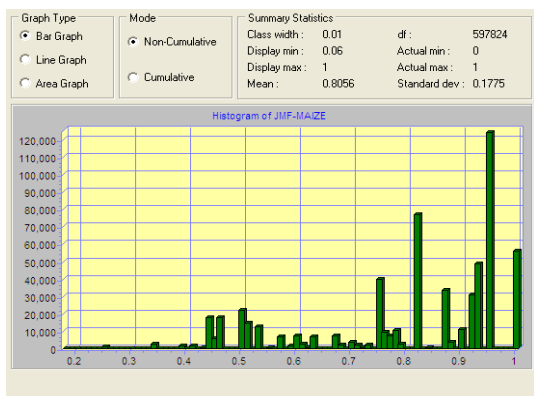 Graph Type
Bar Graph
Line Graph
Area Graph
Mode
Non-Cumulative
Cumulative
Summary Statistics
Class width : 0.01 df : 597824
Display min : 0.06 Actual min : 0
Display max : 1 Actual max : 1
Mean : 0.8056 Standard dev : 0.1775
Histogram of JMF-MAIZE
120,000
110,000
100,000
90,000
80,000
70,000
60,000
50,000
40,000
30,000
20,000
10,000
0
0.2 0.3 0.4 0.5 0.6 0.7 0.8 0.9 1